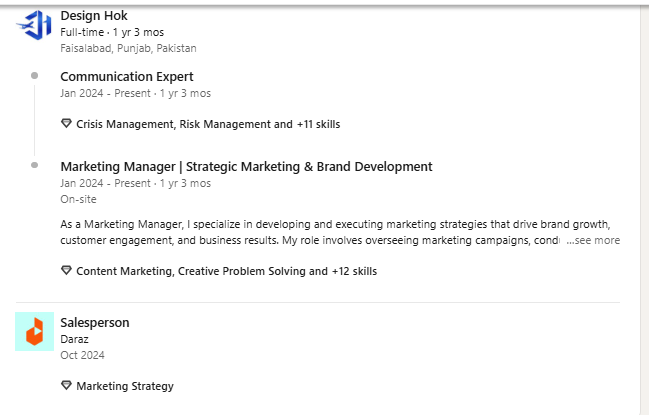 Design Hok
Full-time · 1 yr 3 mos
Faisalabad, Punjab, Pakistan
Communication Expert
Jan 2024 - Present · 1 yr 3 mos
Crisis Management, Risk Management and +11 skills
Marketing Manager | Strategic Marketing & Brand Development
Jan 2024 - Present · 1 yr 3 mos
On-site
As a Marketing Manager, I specialize in developing and executing marketing strategies that drive brand growth,
customer engagement, and business results. My role involves overseeing marketing campaigns, cond ...see more
Content Marketing, Creative Problem Solving and +12 skills
Salesperson
Daraz
Oct 2024
Marketing Strategy